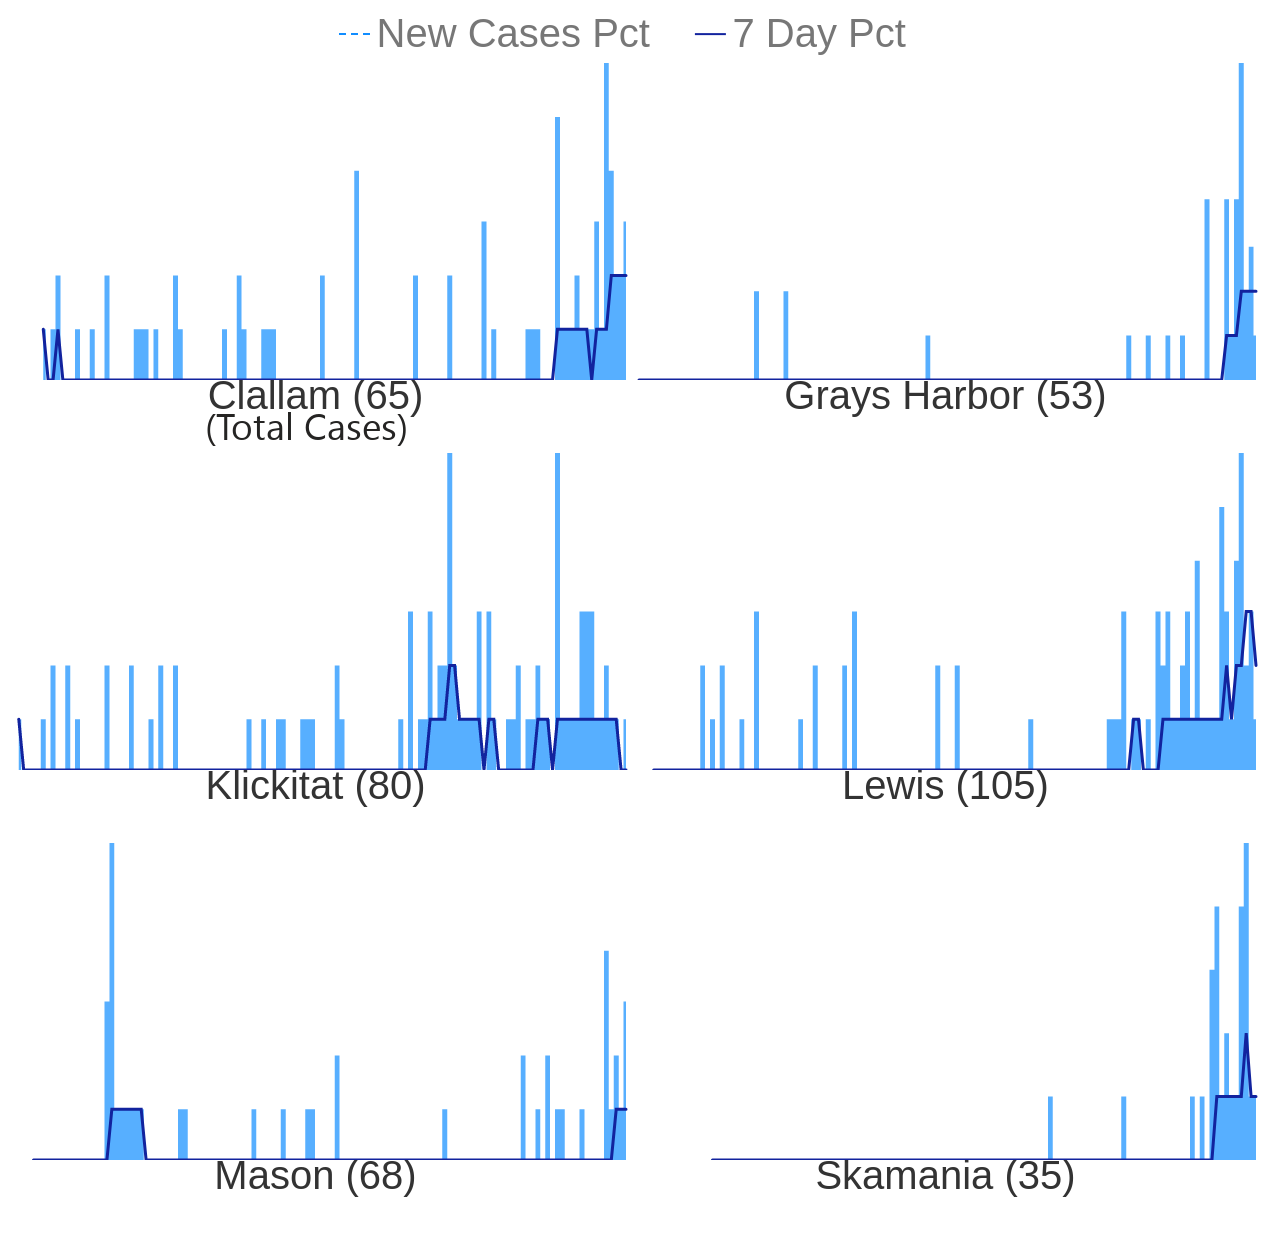 New Cases Pct 7 Day Pct
Clallam (65) Grays Harbor (53)
(Total Cases)
Klickitat (80) Lewis (105)
Mason (68) Skamania (35)